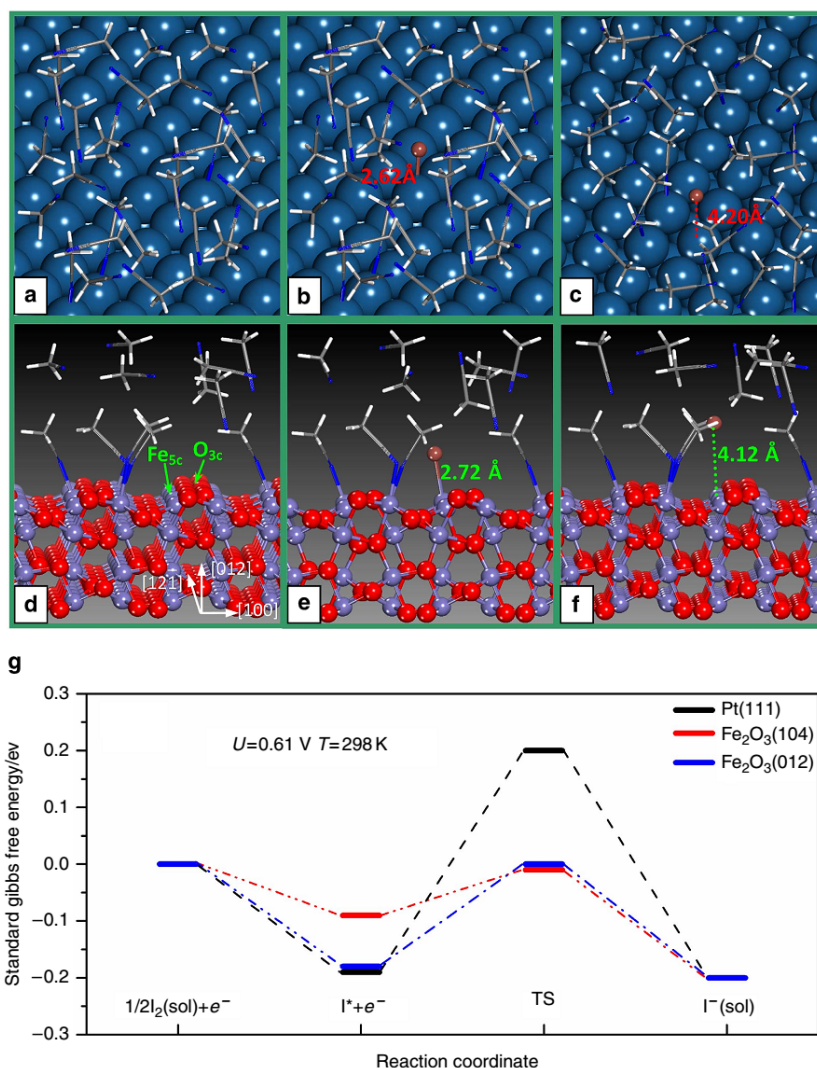 a
b
2.62Å
c
4.20Å
d
Fe5c
O3c
[012]
[121]
[100]
e
2.72 Å
f
4.12 Å
g
Standard gibbs free energy/ev
0.3
0.2
0.1
0.0
−0.1
−0.2
−0.3
U=0.61 V T=298 K
Pt(111)
Fe2O3(104)
Fe2O3(012)
1/2I2(sol)+e−
I*+e−
TS
I−(sol)
Reaction coordinate